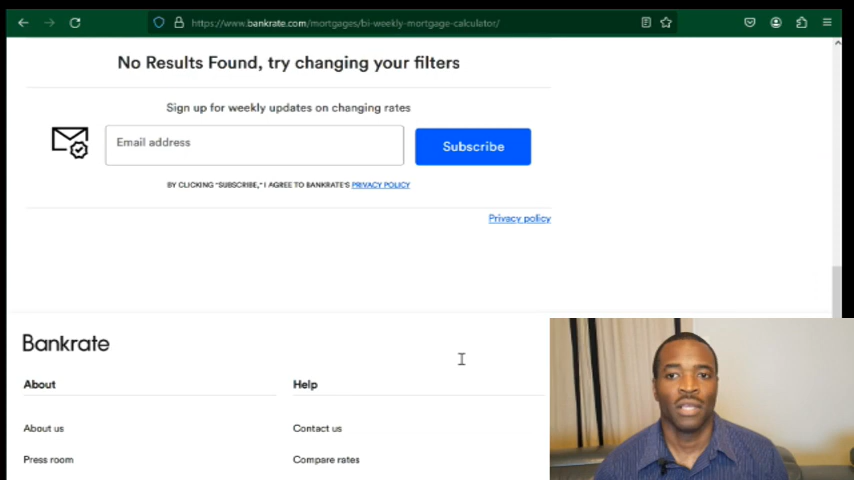 https://www.bankrate.com/mortgages/bi-weekly-mortgage-calculator/
No Results Found, try changing your filters
Sign up for weekly updates on changing rates
Email address
Subscribe
BY CLICKING "SUBSCRIBE," I AGREE TO BANKRATE'S PRIVACY POLICY
Privacy policy
Bankrate
About
Help
About us
Contact us
Press room
Compare rates